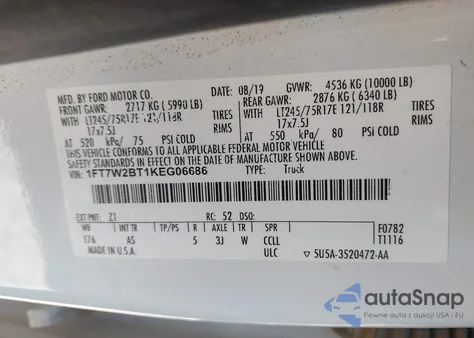 MFD. BY FORD MOTOR CO. 08/19 GVWR: 4536 KG (10000 LB)
FRONT GAWR: 2717 KG (5990 LB) REAR GAWR: 2876 KG (6340 LB)
WITH LT245/75R17E 121/118R TIRES WITH LT245/75R17E 121/118R TIRES
17x7.5J RIMS 17x7.5J RIMS
AT 520 kPa/ 75 PSI COLD AT 550 kPa/ 80 PSI COLD
THIS VEHICLE CONFORMS TO ALL APPLICABLE FEDERAL MOTOR VEHICLE
SAFETY STANDARDS IN EFFECT ON THE DATE OF MANUFACTURE SHOWN ABOVE.
VIN: 1FT7W2BT1KEG06686 TYPE: Truck
EXT PNT: Z1 RC: 52 DSO: F0782
WB INT TR TP/PS R AXLE TR SPR T1116
176 AS 5 3J W CCLL
MADE IN U.S.A. ULC 5U5A-3520472-AA
autoSnap
Pewne auto z USA i Kanady